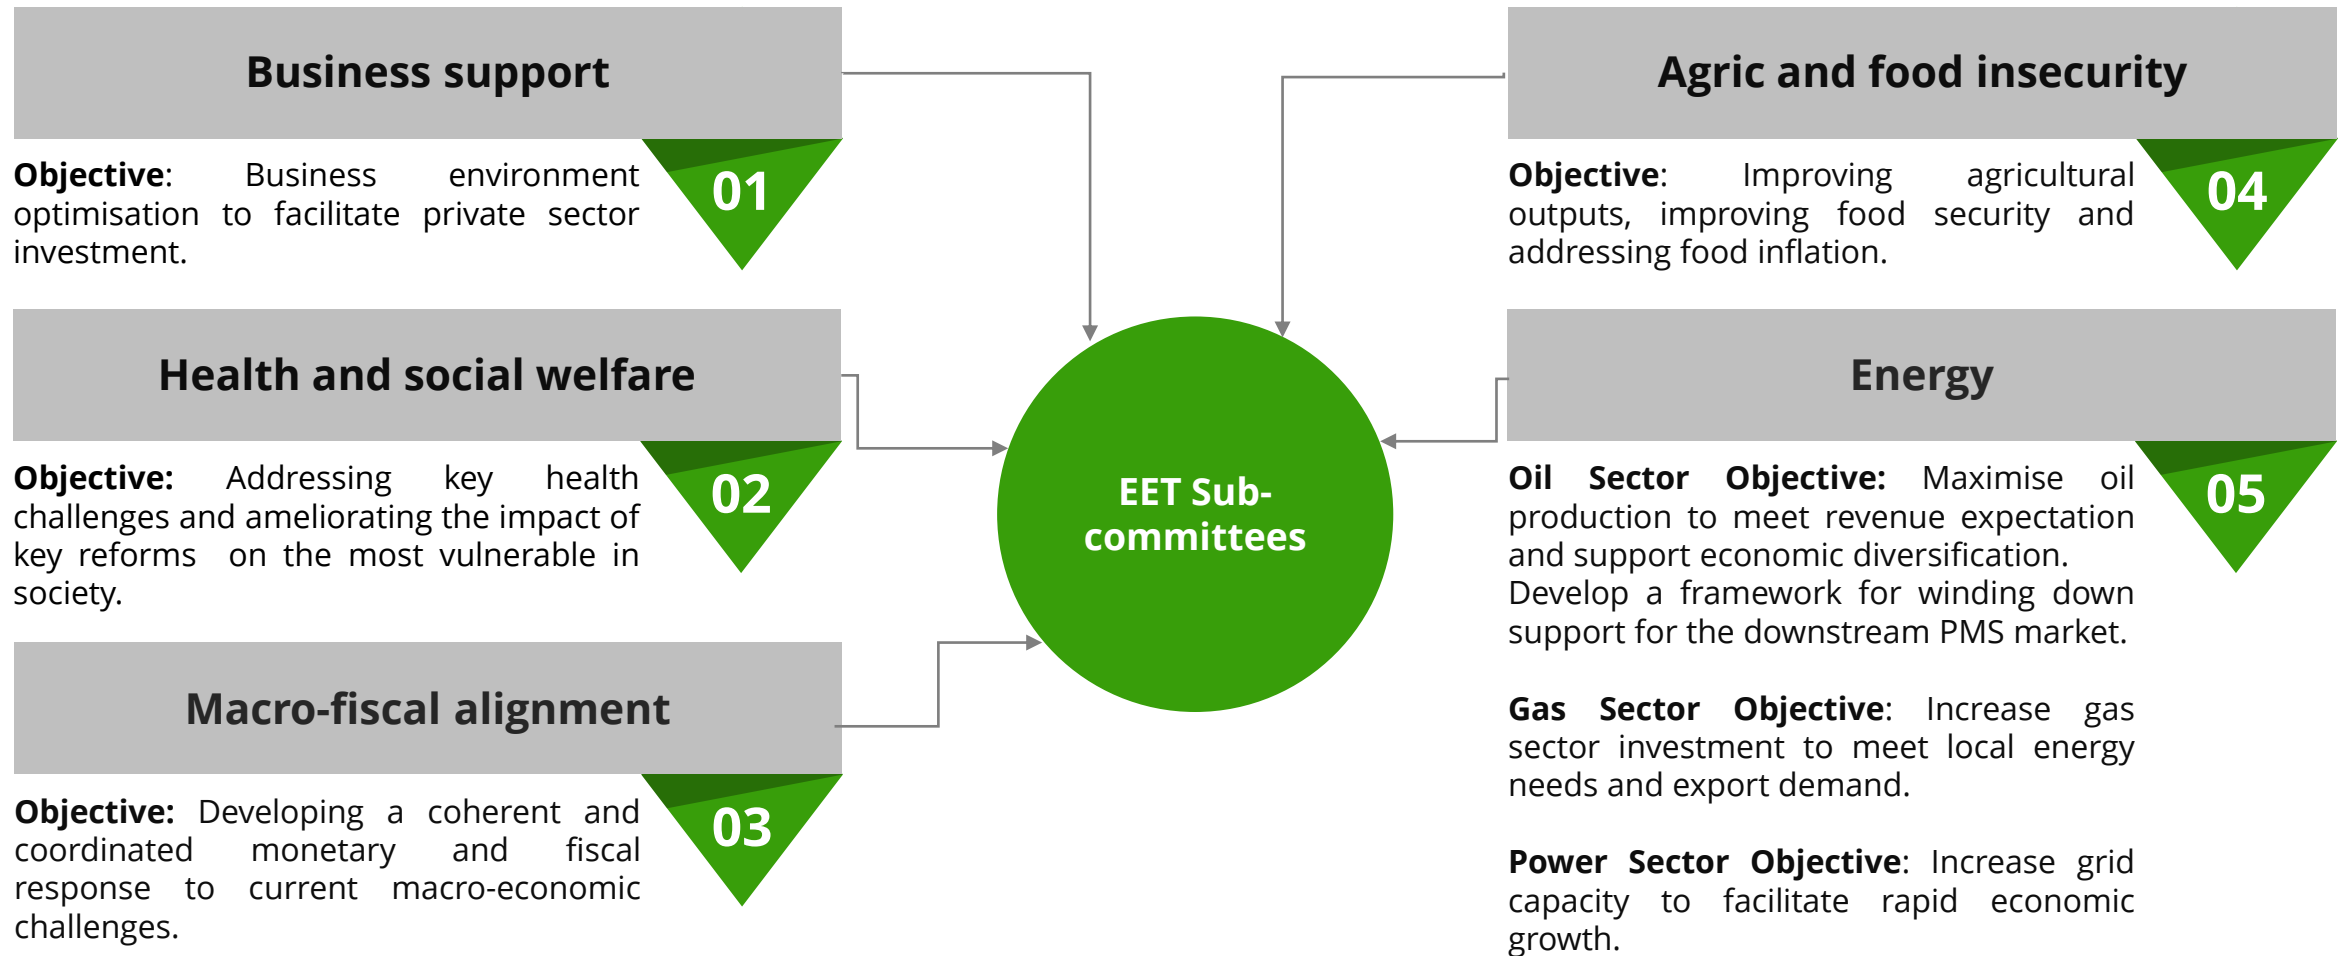 Business support
01
Objective: Business environment
optimisation to facilitate private sector
investment.
Health and social welfare
02
Objective: Addressing key health
challenges and ameliorating the impact of
key reforms on the most vulnerable in
society.
Macro-fiscal alignment
03
Objective: Developing a coherent and
coordinated monetary and fiscal
response to current macro-economic
challenges.
EET Sub-
committees
Agric and food insecurity
04
Objective: Improving agricultural
outputs, improving food security and
addressing food inflation.
Energy
05
Oil Sector Objective: Maximise oil
production to meet revenue expectation
and support economic diversification.
Develop a framework for winding down
support for the downstream PMS market.
Gas Sector Objective: Increase gas
sector investment to meet local energy
needs and export demand.
Power Sector Objective: Increase grid
capacity to facilitate rapid economic
growth.